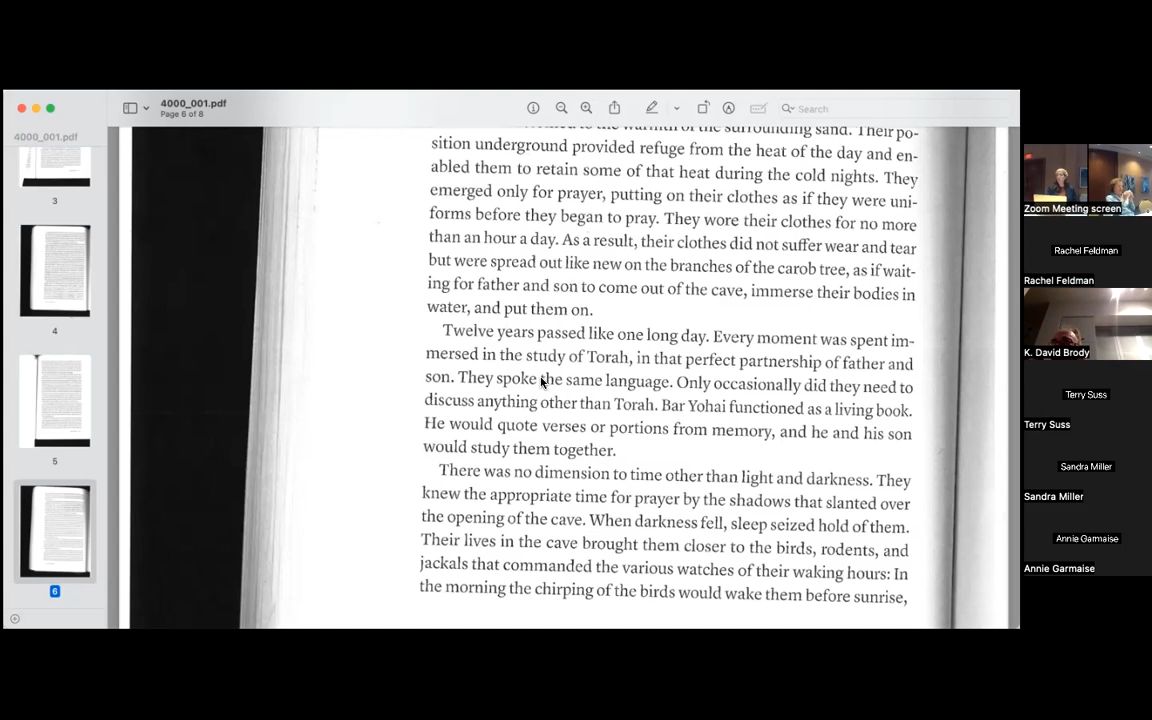 4000_001.pdf
Page 6 of 8
Search
4000_001.pdf
3
4
5
6
the warmth of the surrounding sand. Their po-
sition underground provided refuge from the heat of the day and en-
abled them to retain some of that heat during the cold nights. They
emerged only for prayer, putting on their clothes as if they were uni-
forms before they began to pray. They wore their clothes for no more
than an hour a day. As a result, their clothes did not suffer wear and tear
but were spread out like new on the branches of the carob tree, as if wait-
ing for father and son to come out of the cave, immerse their bodies in
water, and put them on.
Twelve years passed like one long day. Every moment was spent im-
mersed in the study of Torah, in that perfect partnership of father and
son. They spoke the same language. Only occasionally did they need to
discuss anything other than Torah. Bar Yohai functioned as a living book.
He would quote verses or portions from memory, and he and his son
would study them together.
There was no dimension to time other than light and darkness. They
knew the appropriate time for prayer by the shadows that slanted over
the opening of the cave. When darkness fell, sleep seized hold of them.
Their lives in the cave brought them closer to the birds, rodents, and
jackals that commanded the various watches of their waking hours: In
the morning the chirping of the birds would wake them before sunrise,
Zoom Meeting screen
Rachel Feldman
Rachel Feldman
K. David Brody
Terry Suss
Terry Suss
Sandra Miller
Sandra Miller
Annie Garmaise
Annie Garmaise